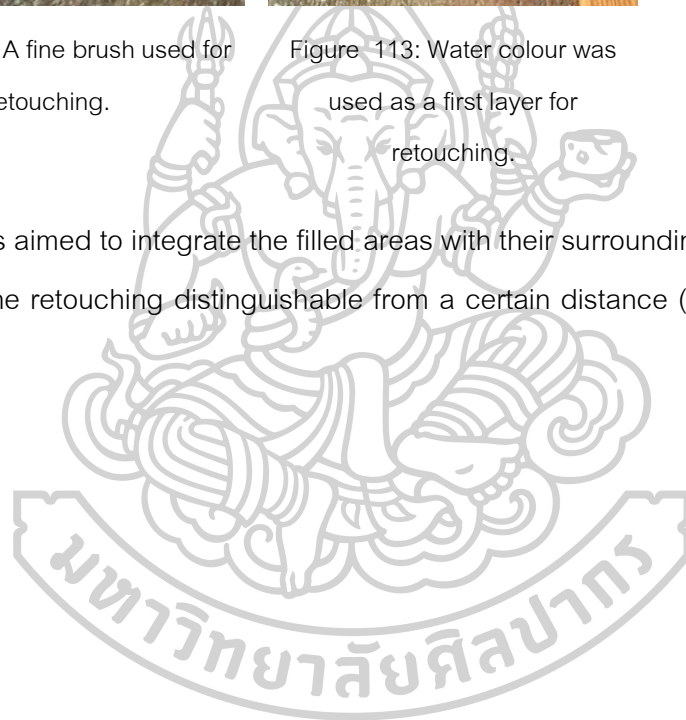 A fine brush used for
etouching.
Figure 113: Water colour was
used as a first layer for
retouching.
s aimed to integrate the filled areas with their surroundin
ne retouching distinguishable from a certain distance (
มหาวิทยาลัยศิลปากร